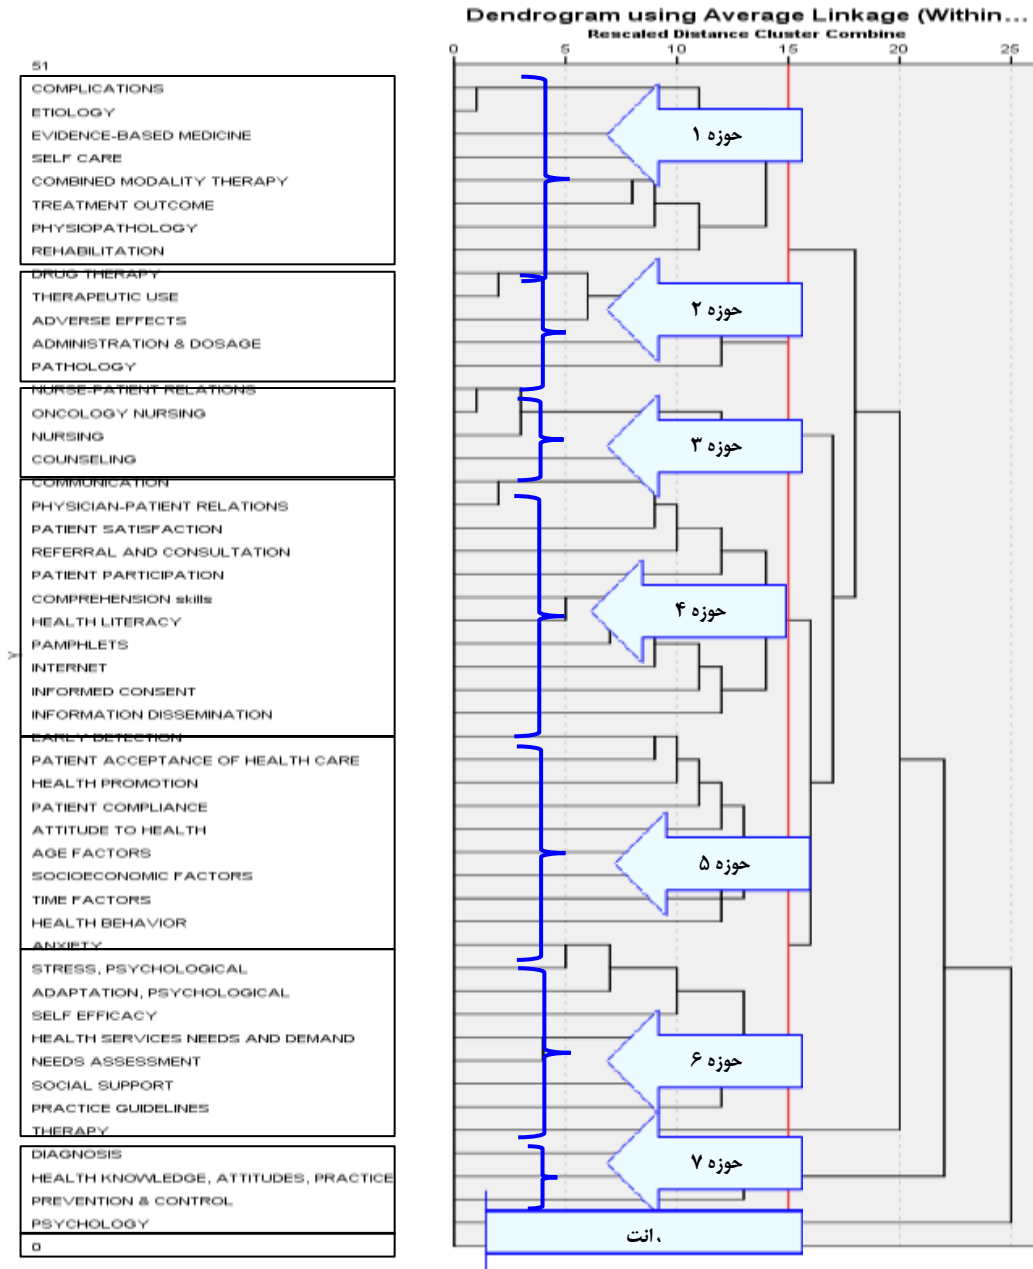 Dendrogram using Average Linkage (Within...
Rescaled Distance Cluster Combine
0 5 10 15 20 25
51
COMPLICATIONS
ETIOLOGY
EVIDENCE-BASED MEDICINE
SELF CARE
COMBINED MODALITY THERAPY
TREATMENT OUTCOME
PHYSIOPATHOLOGY
REHABILITATION
DRUG THERAPY
THERAPEUTIC USE
ADVERSE EFFECTS
ADMINISTRATION & DOSAGE
PATHOLOGY
NURSE-PATIENT RELATIONS
ONCOLOGY NURSING
NURSING
COUNSELING
COMMUNICATION
PHYSICIAN-PATIENT RELATIONS
PATIENT SATISFACTION
REFERRAL AND CONSULTATION
PATIENT PARTICIPATION
COMPREHENSION skills
HEALTH LITERACY
PAMPHLETS
INTERNET
INFORMED CONSENT
INFORMATION DISSEMINATION
EARLY DETECTION
PATIENT ACCEPTANCE OF HEALTH CARE
HEALTH PROMOTION
PATIENT COMPLIANCE
ATTITUDE TO HEALTH
AGE FACTORS
SOCIOECONOMIC FACTORS
TIME FACTORS
HEALTH BEHAVIOR
ANXIETY
STRESS, PSYCHOLOGICAL
ADAPTATION, PSYCHOLOGICAL
SELF EFFICACY
HEALTH SERVICES NEEDS AND DEMAND
NEEDS ASSESSMENT
SOCIAL SUPPORT
PRACTICE GUIDELINES
THERAPY
DIAGNOSIS
HEALTH KNOWLEDGE, ATTITUDES, PRACTICE
PREVENTION & CONTROL
PSYCHOLOGY
0
Y
حوزه ۱
حوزه ۲
حوزه ۳
حوزه ۴
حوزه ۵
حوزه ۶
حوزه ۷